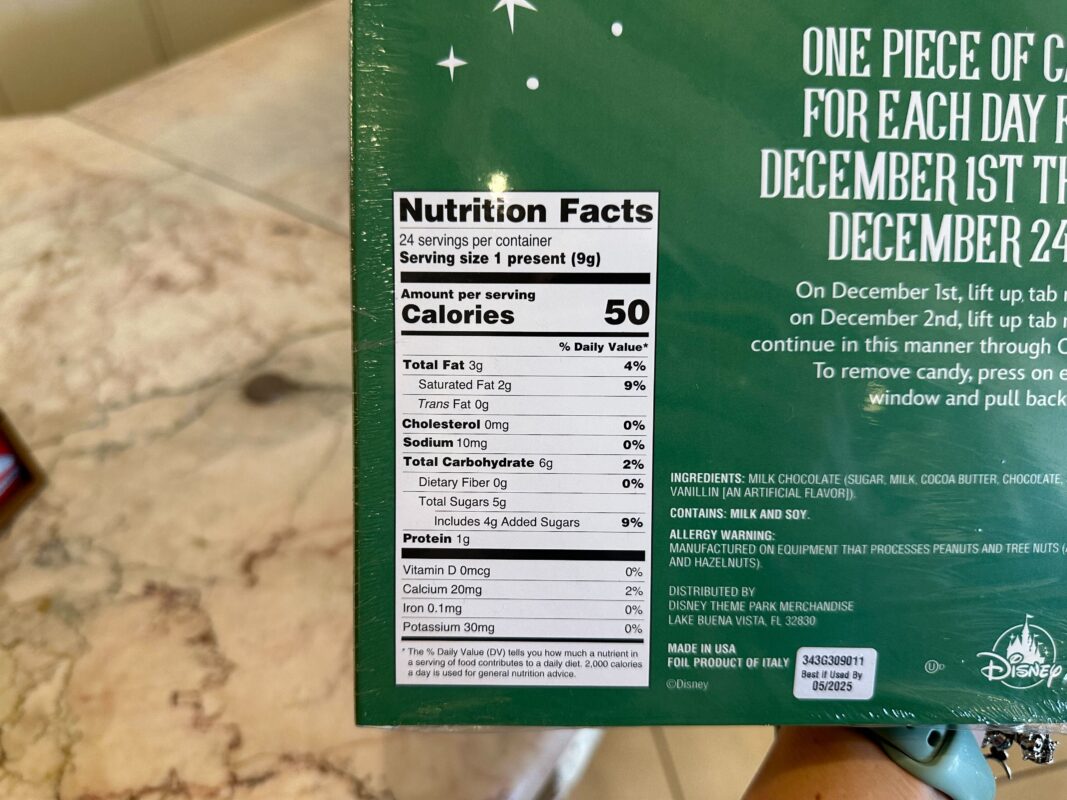 ONE PIECE OF
FOR EACH DAY
DECEMBER 1ST
DECEMBER 24
On December 1st, lift up tab
on December 2nd, lift up tab
continue in this manner through
To remove candy, press on
window and pull back
Nutrition Facts
24 servings per container
Serving size 1 present (9g)
Amount per serving
Calories 50
% Daily Value*
Total Fat 3g 4%
Saturated Fat 2g 9%
Trans Fat 0g
Cholesterol 0mg 0%
Sodium 10mg 0%
Total Carbohydrate 6g 2%
Dietary Fiber 0g 0%
Total Sugars 5g
Includes 4g Added Sugars 9%
Protein 1g
Vitamin D 0mcg 0%
Calcium 20mg 2%
Iron 0.1mg 0%
Potassium 30mg 0%
* The % Daily Value (DV) tells you how much a nutrient in
a serving of food contributes to a daily diet. 2,000 calories
a day is used for general nutrition advice.
INGREDIENTS: MILK CHOCOLATE (SUGAR, MILK, COCOA BUTTER, CHOCOLATE,
VANILLIN [AN ARTIFICIAL FLAVOR]).
CONTAINS: MILK AND SOY.
ALLERGY WARNING:
MANUFACTURED ON EQUIPMENT THAT PROCESSES PEANUTS AND TREE NUTS
AND HAZELNUTS).
DISTRIBUTED BY
DISNEY THEME PARK MERCHANDISE
LAKE BUENA VISTA, FL 32830
MADE IN USA
FOIL PRODUCT OF ITALY
©Disney
343G309011
Best If Used By
05/2025
U D
Disney